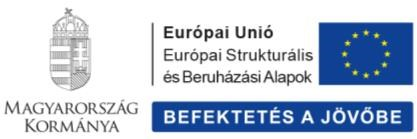 MAGYARORSZÁG
KORMÁNYA
Európai Unió
Európai Strukturális
és Beruházási Alapok
BEFEKTETÉS A JÖVŐBE